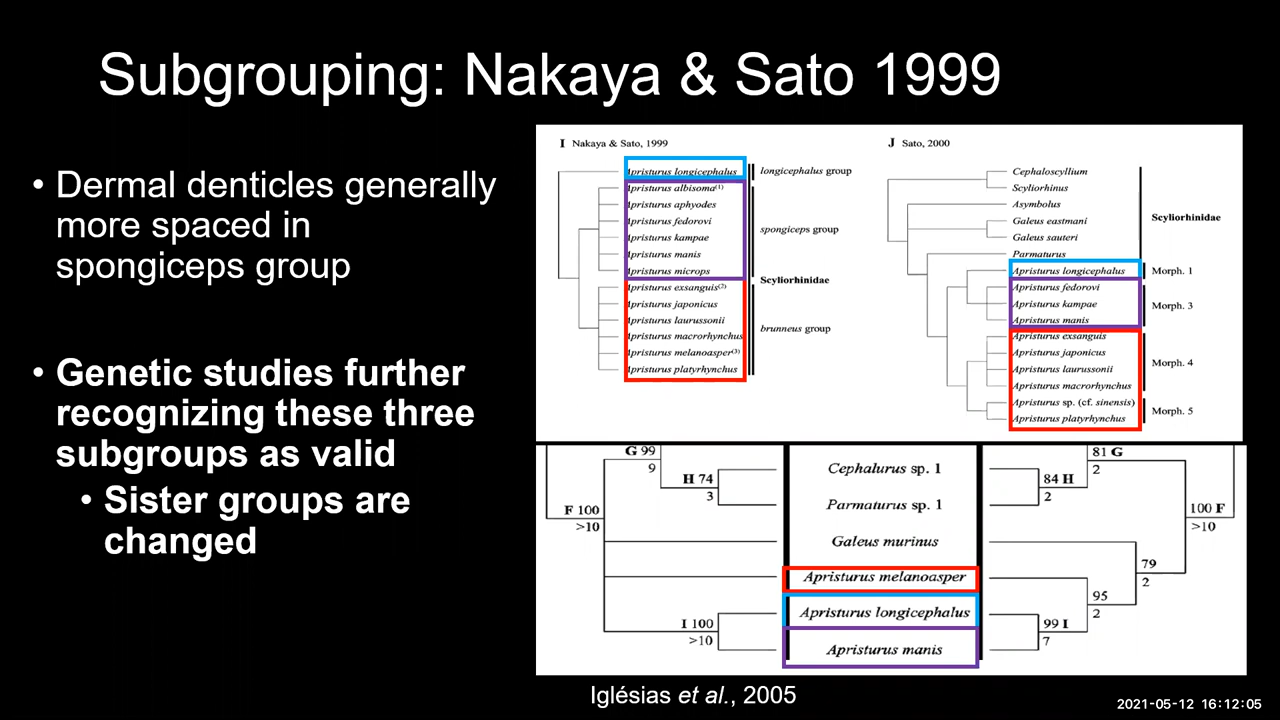 Subgrouping: Nakaya & Sato 1999
• Dermal denticles generally
more spaced in
spongiceps group
• Genetic studies further
recognizing these three
subgroups as valid
• Sister groups are
changed
I Nakaya & Sato, 1999
Apristurus longicephalus
longicephalus group
Apristurus albisoma(1)
Apristurus aphyodes
Apristurus fedorovi
spongiceps group
Apristurus kampae
Apristurus manis
Apristurus microps
Scyliorhinidae
Apristurus exsanguis(2)
Apristurus japonicus
Apristurus laurussonii
brunneus group
Apristurus macrorhynchus
Apristurus melanoasper(3)
Apristurus platyrhynchus
J Sato, 2000
Cephaloscyllium
Scyliorhinus
Asymbolus
Scyliorhinidae
Galeus eastmani
Galeus sauteri
Parmaturus
Apristurus longicephalus
Morph. 1
Apristurus fedorovi
Apristurus kampae
Morph. 3
Apristurus manis
Apristurus exsanguis
Apristurus japonicus
Morph. 4
Apristurus laurussonii
Apristurus macrorhynchus
Apristurus sp. (cf. sinensis)
Morph. 5
Apristurus platyrhynchus
G 99
9
H 74
3
F 100
>10
I 100
>10
Cephalurus sp. 1
Parmaturus sp. 1
Galeus murinus
Apristurus melanoasper
Apristurus longicephalus
Apristurus manis
81 G
2
84 H
2
100 F
>10
79
2
95
2
99 I
7
Iglésias et al., 2005
2021-05-12 16:12:05